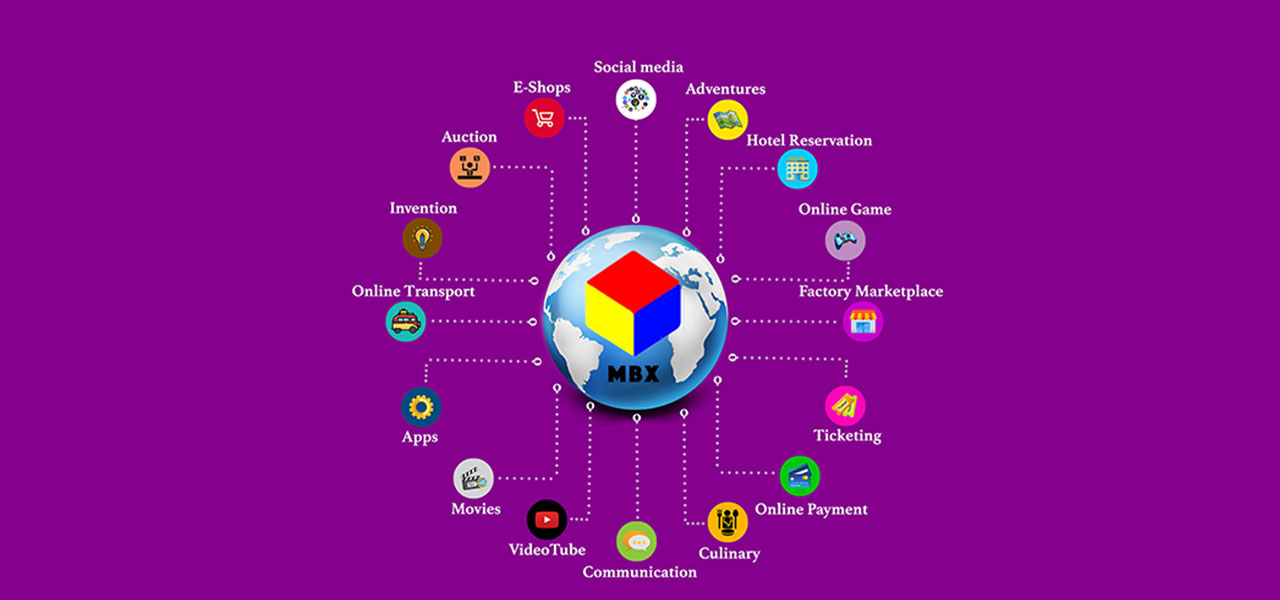 Social media
E-Shops
Adventures
Auction
Hotel Reservation
Invention
Online Game
Online Transport
Factory Marketplace
MBX
Apps
Ticketing
Movies
Online Payment
VideoTube
Culinary
Communication